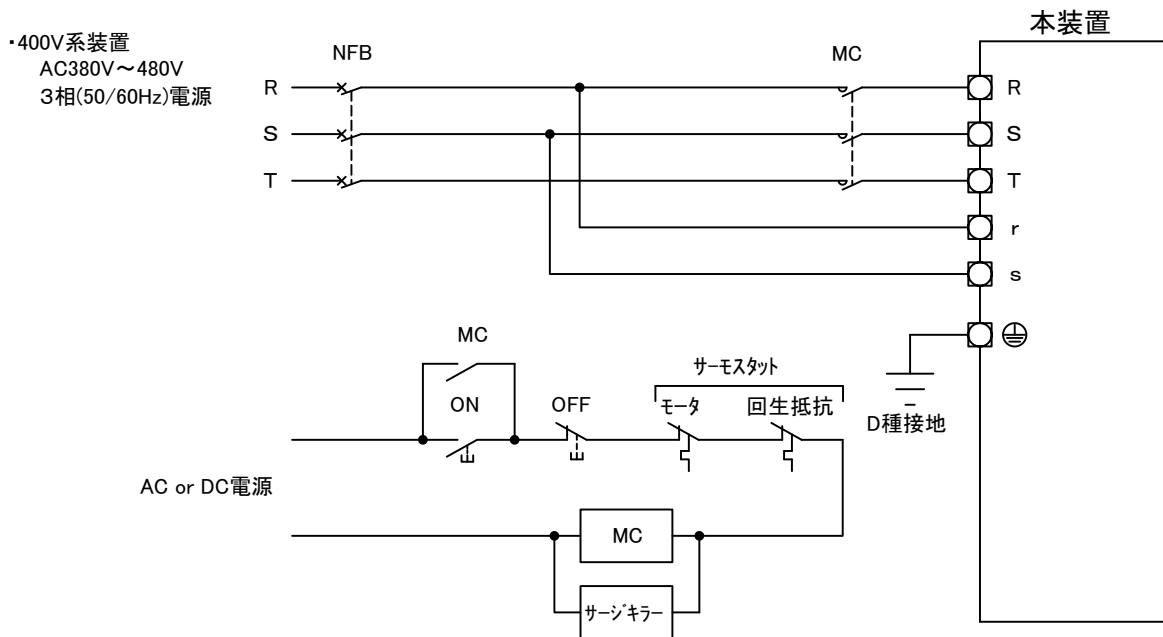 本装置
・400V系装置
AC380V～480V
3相(50/60Hz)電源
NFB
MC
R
R
S
S
T
T
r
s
D種接地
MC
サーモスタット
ON
OFF
モータ
回生抵抗
AC or DC電源
MC
サージキラー